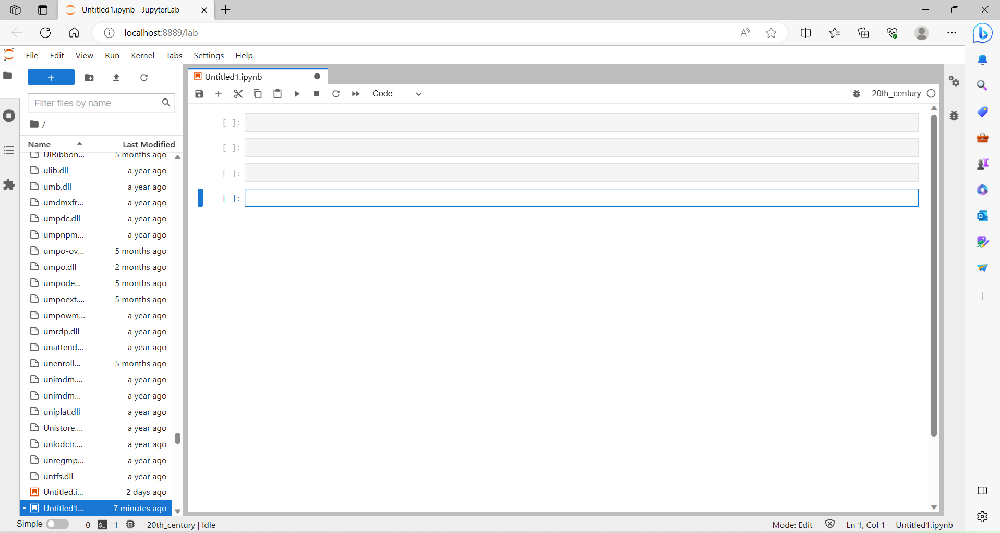 Untitled1.ipynb - JupyterLab
localhost:8889/lab
File Edit View Run Kernel Tabs Settings Help
Untitled1.ipynb
Code
20th_century
Filter files by name
/
Name Last Modified
UIRibbon... 5 months ago
ulib.dll a year ago
umb.dll a year ago
umdmxfr... a year ago
umpdc.dll a year ago
umpnpm... a year ago
umpo-ov... 5 months ago
umpo.dll 2 months ago
umpode... 5 months ago
umpoext.... 5 months ago
umpowm... a year ago
umrdp.dll a year ago
unattend... a year ago
unenroll... 5 months ago
unimdm.... a year ago
unimdm... a year ago
uniplat.dll a year ago
Unistore.... a year ago
unlodctr.... a year ago
unregmp... a year ago
untfs.dll a year ago
Untitled.i... 2 days ago
Untitled1... 7 minutes ago
[ ]:
[ ]:
[ ]:
[ ]:
Simple 0 $_ 1 20th_century | Idle Mode: Edit Ln 1, Col 1 Untitled1.ipynb